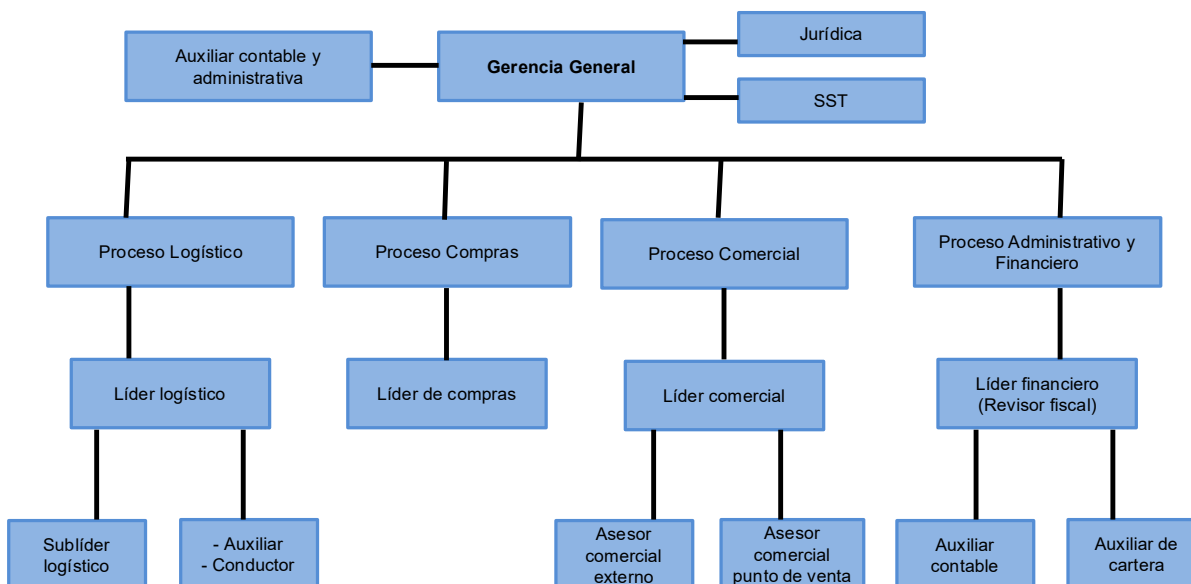 Auxiliar contable y
administrativa
Gerencia General
Jurídica
SST
Proceso Logístico
Proceso Compras
Proceso Comercial
Proceso Administrativo y
Financiero
Líder logístico
Líder de compras
Líder comercial
Líder financiero
(Revisor fiscal)
Sublíder
logístico
- Auxiliar
- Conductor
Asesor
comercial
externo
Asesor
comercial
punto de venta
Auxiliar
contable
Auxiliar de
cartera